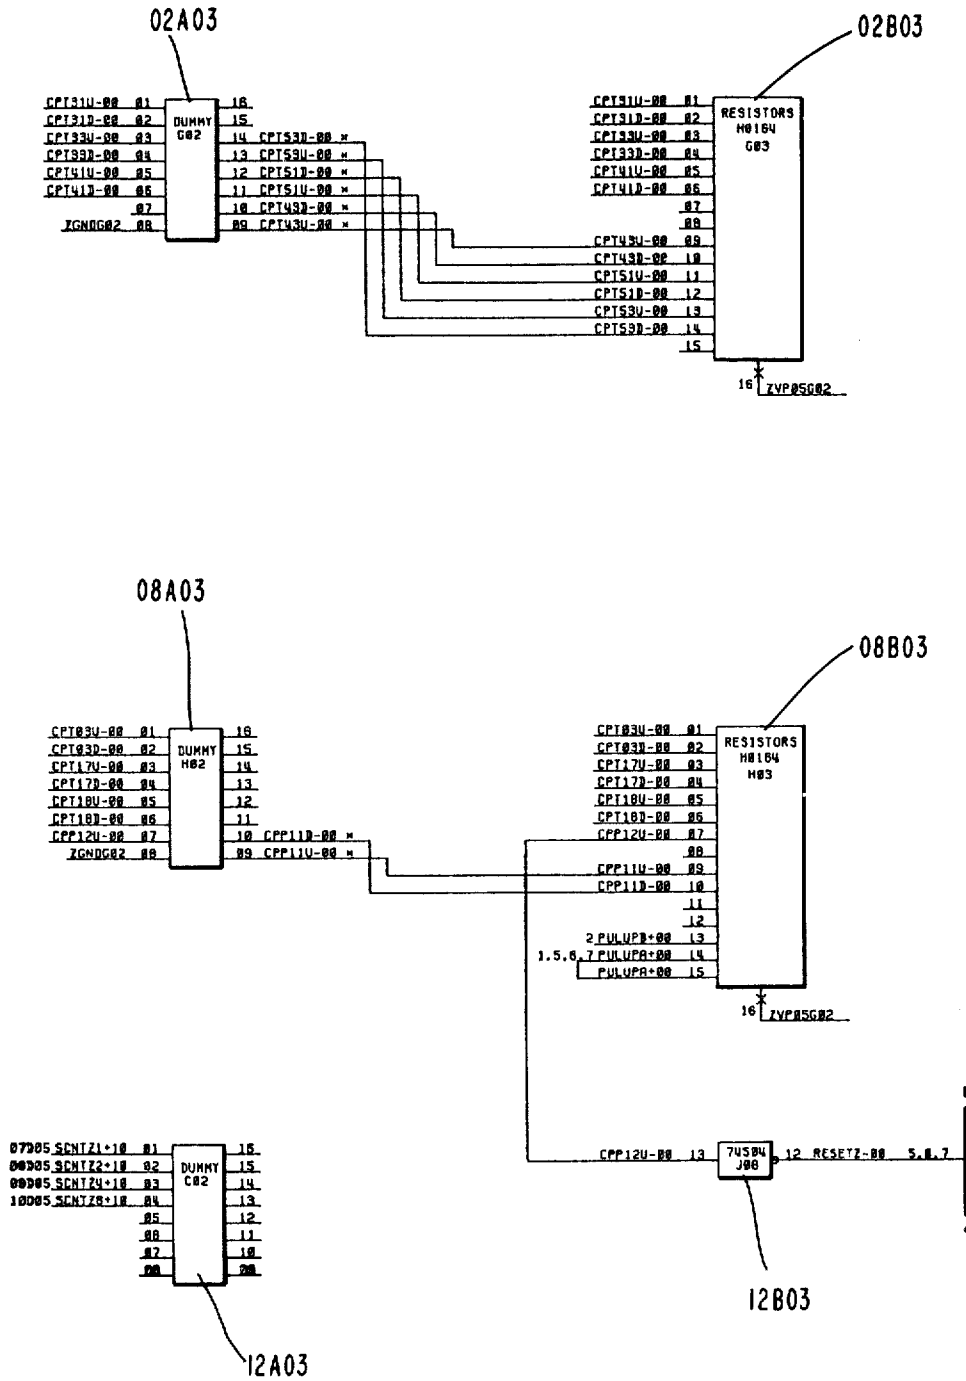 02A03
02B03
CPT31U-00 01
CPT31D-00 02
CPT33U-00 03
CPT33D-00 04
CPT41U-00 05
CPT41D-00 06
07
ZGNDG02 08
DUMMY
G02
16
15
14 CPT53D-00 *
13 CPT53U-00 *
12 CPT51D-00 *
11 CPT51U-00 *
10 CPT43D-00 *
09 CPT43U-00 *
CPT31U-00 01
CPT31D-00 02
CPT33U-00 03
CPT33D-00 04
CPT41U-00 05
CPT41D-00 06
07
08
CPT43U-00 09
CPT43D-00 10
CPT51U-00 11
CPT51D-00 12
CPT53U-00 13
CPT53D-00 14
15
RESISTORS
M0164
G03
16 ZVP05G02
08A03
08B03
CPT03U-00 01
CPT03D-00 02
CPT17U-00 03
CPT17D-00 04
CPT18U-00 05
CPT18D-00 06
CPP12U-00 07
ZGNDG02 08
DUMMY
H02
16
15
14
13
12
11
10 CPP11D-00 *
09 CPP11U-00 *
CPT03U-00 01
CPT03D-00 02
CPT17U-00 03
CPT17D-00 04
CPT18U-00 05
CPT18D-00 06
CPP12U-00 07
08
CPP11U-00 09
CPP11D-00 10
11
12
2 PULUPB+00 13
1.5.6.7 PULUPA+00 14
PULUPA+00 15
RESISTORS
M0164
H03
16 ZVP05G02
07D05 SCNTZ1+10 01
08D05 SCNTZ2+10 02
09D05 SCNTZ4+10 03
10D05 SCNTZ8+10 04
05
06
07
08
DUMMY
C02
16
15
14
13
12
11
10
09
CPP12U-00 13
74S04
J08
12 RESETZ-00 5.6.7
12B03
12A03